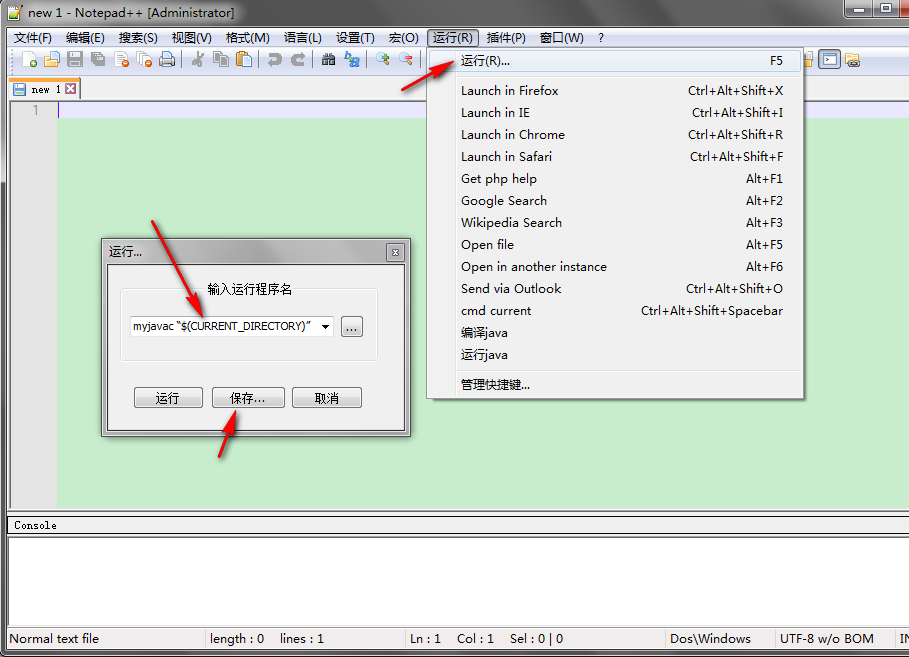 new 1 - Notepad++ [Administrator]
文件(F) 编辑(E) 搜索(S) 视图(V) 格式(M) 语言(L) 设置(T) 宏(O) 运行(R) 插件(P) 窗口(W) ?
new 1
1
运行(R)... F5
Launch in Firefox Ctrl+Alt+Shift+X
Launch in IE Ctrl+Alt+Shift+I
Launch in Chrome Ctrl+Alt+Shift+R
Launch in Safari Ctrl+Alt+Shift+F
Get php help Alt+F1
Google Search Alt+F2
Wikipedia Search Alt+F3
Open file Alt+F5
Open in another instance Alt+F6
Send via Outlook Ctrl+Alt+Shift+O
cmd current Ctrl+Alt+Shift+Spacebar
编译java
运行java
管理快捷键...
运行...
输入运行程序名
myjavac “$(CURRENT_DIRECTORY)” ...
运行 保存... 取消
Console
Normal text file length : 0 lines : 1 Ln : 1 Col : 1 Sel : 0 | 0 Dos\Windows UTF-8 w/o BOM IN